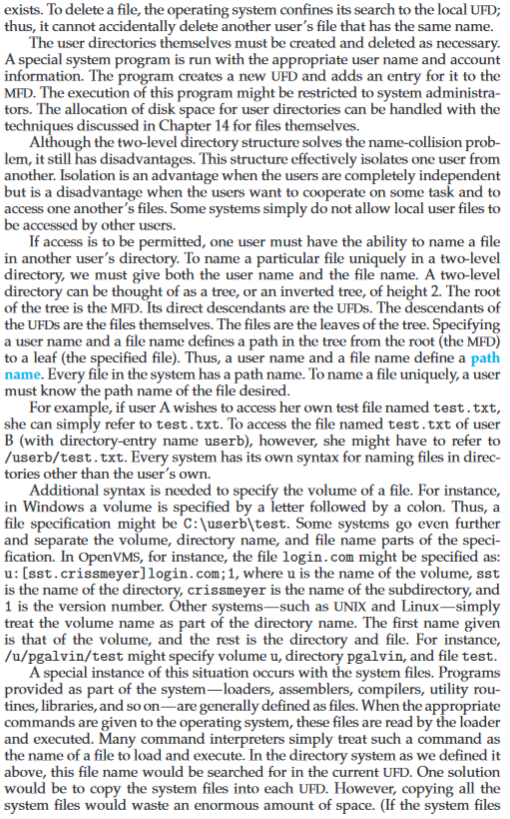 exists. To delete a file, the operating system confines its search to the local UFD;
thus, it cannot accidentally delete another user's file that has the same name.
The user directories themselves must be created and deleted as necessary.
A special system program is run with the appropriate user name and account
information. The program creates a new UFD and adds an entry for it to the
MFD. The execution of this program might be restricted to system administra-
tors. The allocation of disk space for user directories can be handled with the
techniques discussed in Chapter 14 for files themselves.
Although the two-level directory structure solves the name-collision prob-
lem, it still has disadvantages. This structure effectively isolates one user from
another. Isolation is an advantage when the users are completely independent
but is a disadvantage when the users want to cooperate on some task and to
access one another's files. Some systems simply do not allow local user files to
be accessed by other users.
If access is to be permitted, one user must have the ability to name a file
in another user's directory. To name a particular file uniquely in a two-level
directory, we must give both the user name and the file name. A two-level
directory can be thought of as a tree, or an inverted tree, of height 2. The root
of the tree is the MFD. Its direct descendants are the UFDs. The descendants of
the UFDs are the files themselves. The files are the leaves of the tree. Specifying
a user name and a file name defines a path in the tree from the root (the MFD)
to a leaf (the specified file). Thus, a user name and a file name define a path
name. Every file in the system has a path name. To name a file uniquely, a user
must know the path name of the file desired.
For example, if user A wishes to access her own test file named test.txt,
she can simply refer to test.txt. To access the file named test.txt of user
B (with directory-entry name userb), however, she might have to refer to
/userb/test.txt. Every system has its own syntax for naming files in direc-
tories other than the user's own.
Additional syntax is needed to specify the volume of a file. For instance,
in Windows a volume is specified by a letter followed by a colon. Thus, a
file specification might be C:\userb\test. Some systems go even further
and separate the volume, directory name, and file name parts of the speci-
fication. In OpenVMS, for instance, the file login.com might be specified as:
u:[sst.crissmeyer]login.com;1, where u is the name of the volume, sst
is the name of the directory, crissmeyer is the name of the subdirectory, and
1 is the version number. Other systems—such as UNIX and Linux—simply
treat the volume name as part of the directory name. The first name given
is that of the volume, and the rest is the directory and file. For instance,
/u/pgalvin/test might specify volume u, directory pgalvin, and file test.
A special instance of this situation occurs with the system files. Programs
provided as part of the system—loaders, assemblers, compilers, utility rou-
tines, libraries, and so on—are generally defined as files. When the appropriate
commands are given to the operating system, these files are read by the loader
and executed. Many command interpreters simply treat such a command as
the name of a file to load and execute. In the directory system as we defined it
above, this file name would be searched for in the current UFD. One solution
would be to copy the system files into each UFD. However, copying all the
system files would waste an enormous amount of space. (If the system files